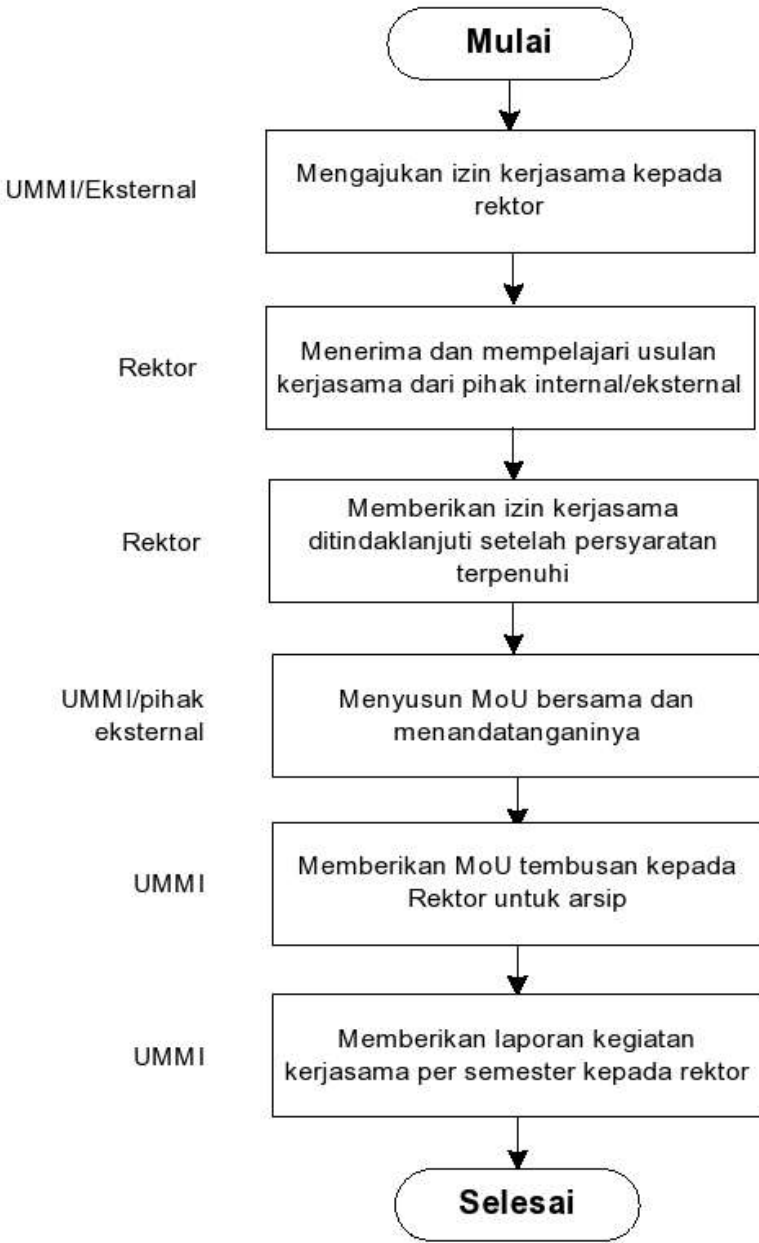 Mulai
UMMI/Eksternal
Mengajukan izin kerjasama kepada
rektor
Rektor
Menerima dan mempelajari usulan
kerjasama dari pihak internal/eksternal
Rektor
Memberikan izin kerjasama
ditindaklanjuti setelah persyaratan
terpenuhi
UMMI/pihak
eksternal
Menyusun MoU bersama dan
menandatanganinya
UMMI
Memberikan MoU tembusan kepada
Rektor untuk arsip
UMMI
Memberikan laporan kegiatan
kerjasama per semester kepada rektor
Selesai